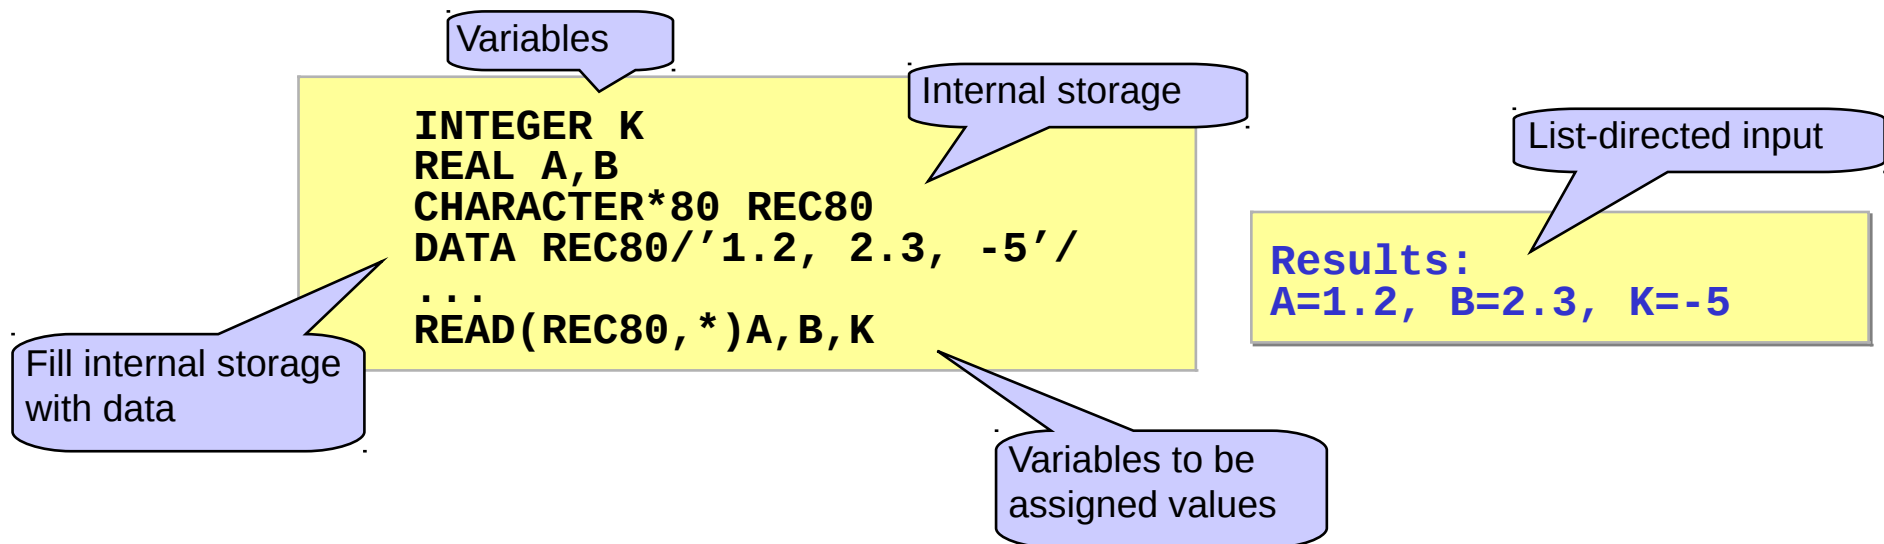 Variables
Internal storage
INTEGER K
REAL A,B
CHARACTER*80 REC80
DATA REC80/’1.2, 2.3, -5’/
...
READ(REC80,*)A,B,K
Fill internal storage
with data
Variables to be
assigned values
List-directed input
Results:
A=1.2, B=2.3, K=-5